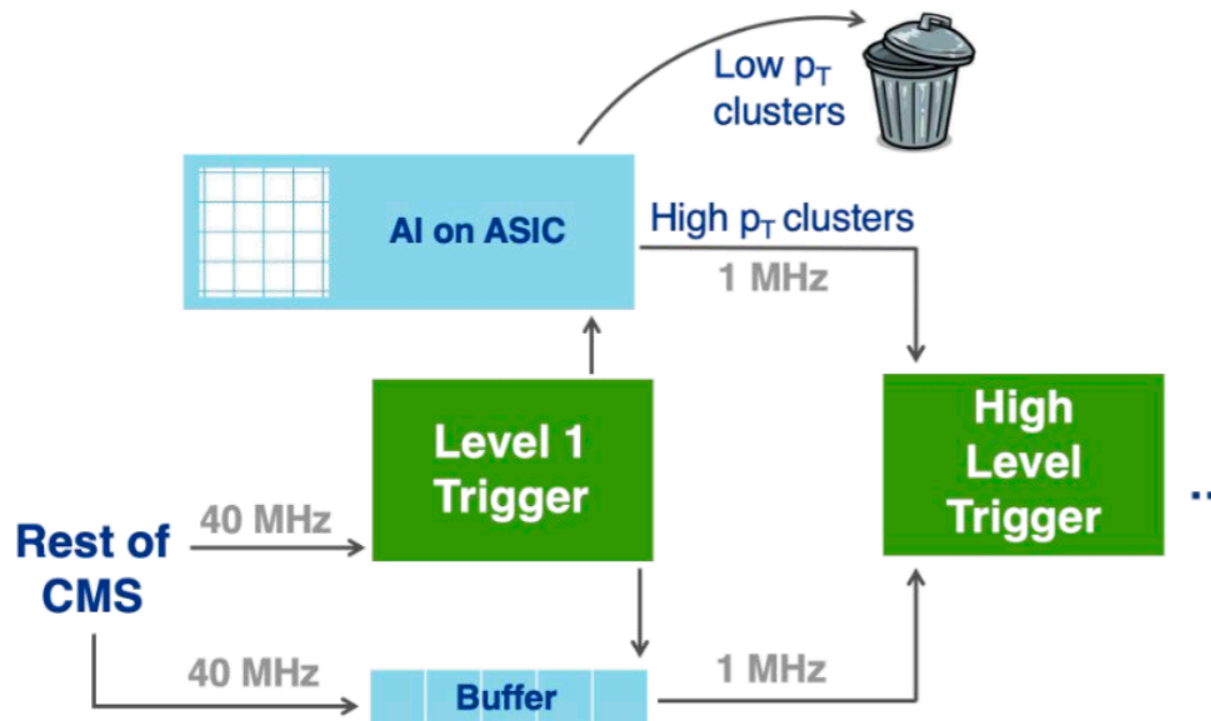 Low pT
clusters
AI on ASIC
High pT clusters
1 MHz
Level 1
Trigger
High
Level
Trigger
..
40 MHz
Rest of
CMS
40 MHz
Buffer
1 MHz